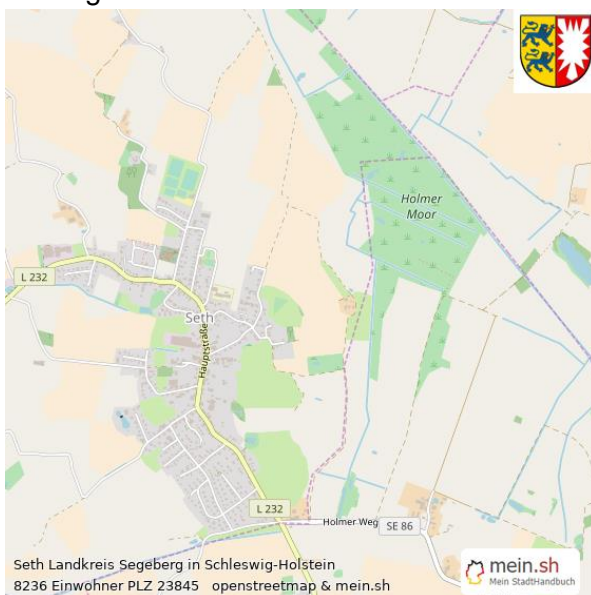 Holmer
Moor
L 232
Seth
Hauptstraße
L 232
Holmer Weg
SE 86
Seth Landkreis Segeberg in Schleswig-Holstein
8236 Einwohner PLZ 23845 openstreetmap & mein.sh
mein.sh
Mein StadtHandbuch